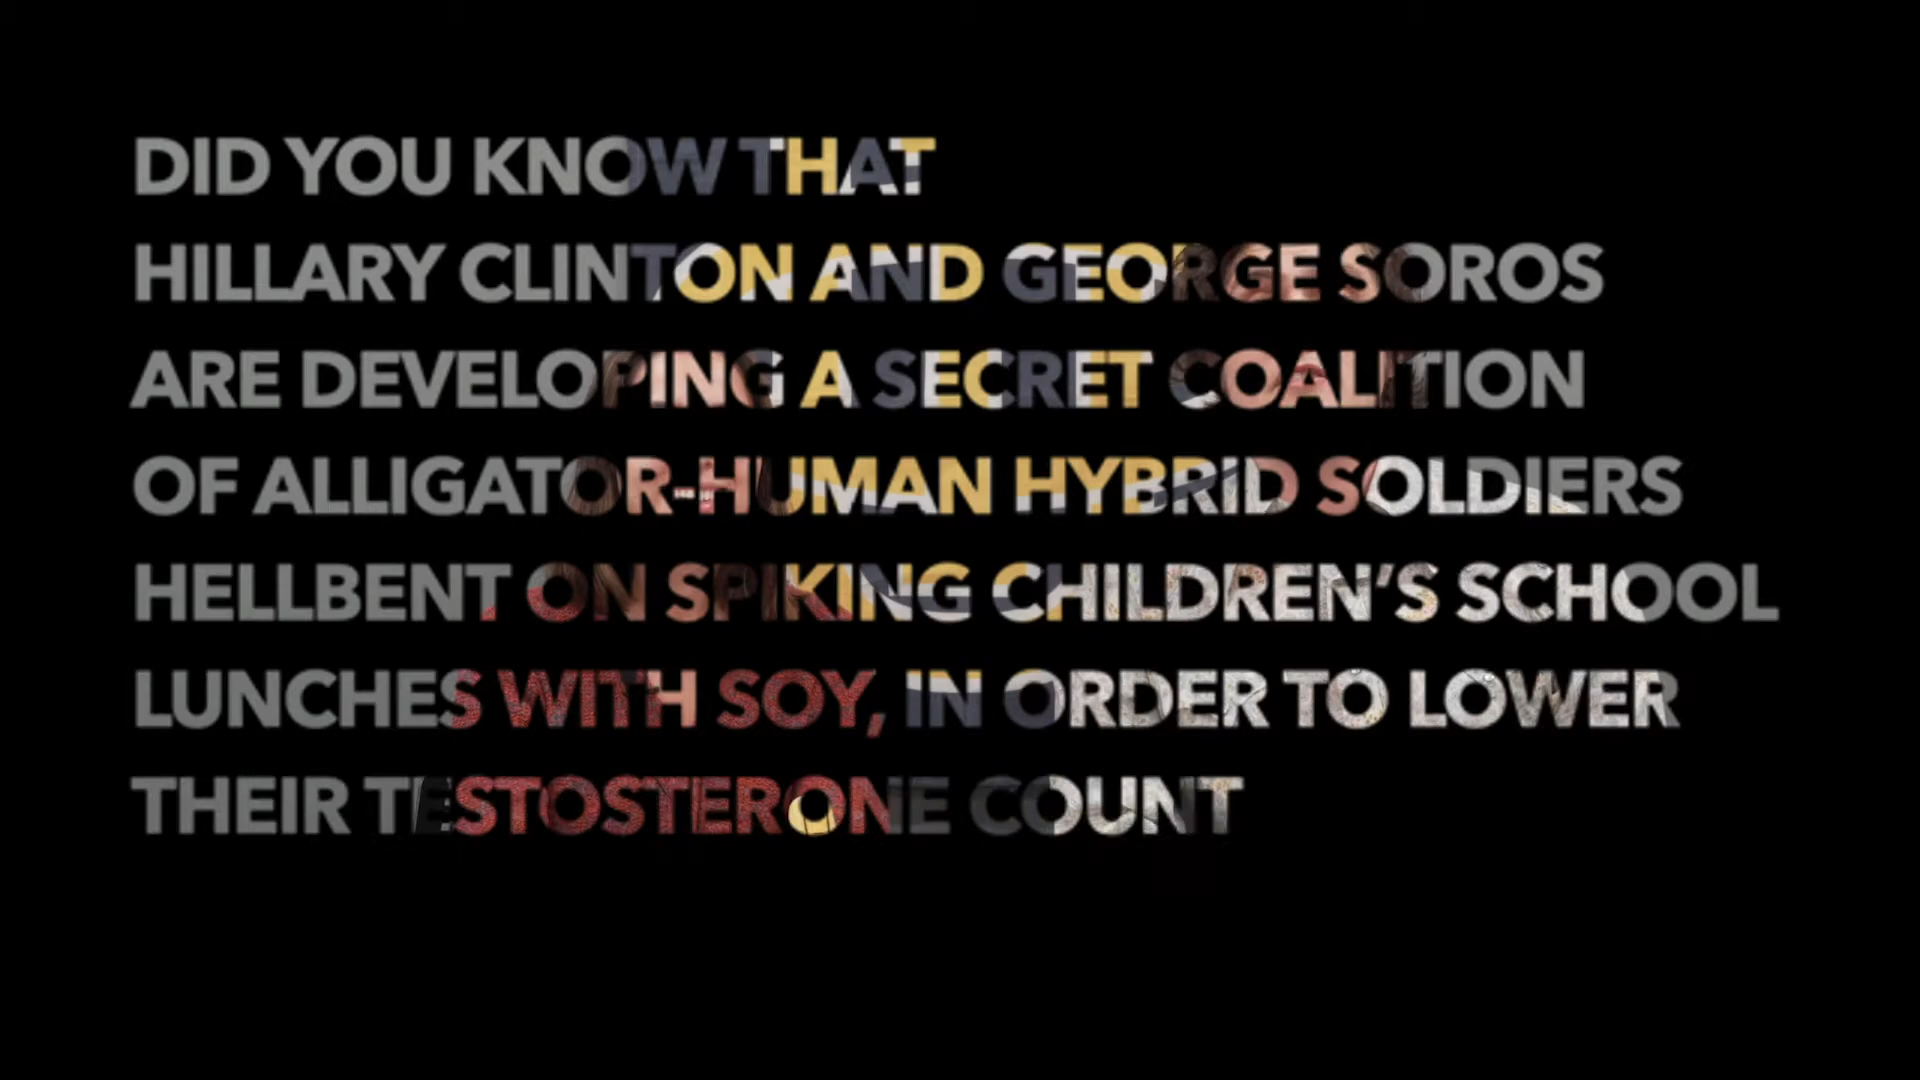 DID YOU KNOW THAT
HILLARY CLINTON AND GEORGE SOROS
ARE DEVELOPING A SECRET COALITION
OF ALLIGATOR-HUMAN HYBRID SOLDIERS
HELLBENT ON SPIKING CHILDREN’S SCHOOL
LUNCHES WITH SOY, IN ORDER TO LOWER
THEIR TESTOSTERONE COUNT